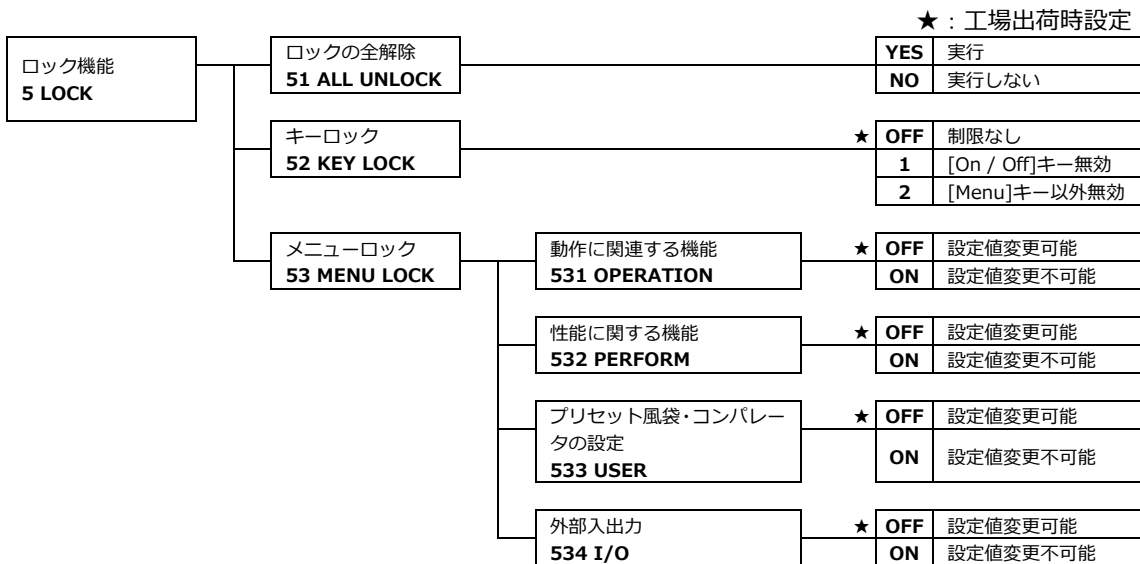 ★：工場出荷時設定
ロック機能
5 LOCK
ロックの全解除
51 ALL UNLOCK
YES 実行
NO 実行しない
キーロック
52 KEY LOCK
★ OFF 制限なし
1 [On / Off]キー無効
2 [Menu]キー以外無効
メニューロック
53 MENU LOCK
動作に関連する機能
531 OPERATION
★ OFF 設定値変更可能
ON 設定値変更不可能
性能に関する機能
532 PERFORM
★ OFF 設定値変更可能
ON 設定値変更不可能
プリセット風袋・コンパレー
タの設定
533 USER
★ OFF 設定値変更可能
ON 設定値変更不可能
外部入出力
534 I/O
★ OFF 設定値変更可能
ON 設定値変更不可能